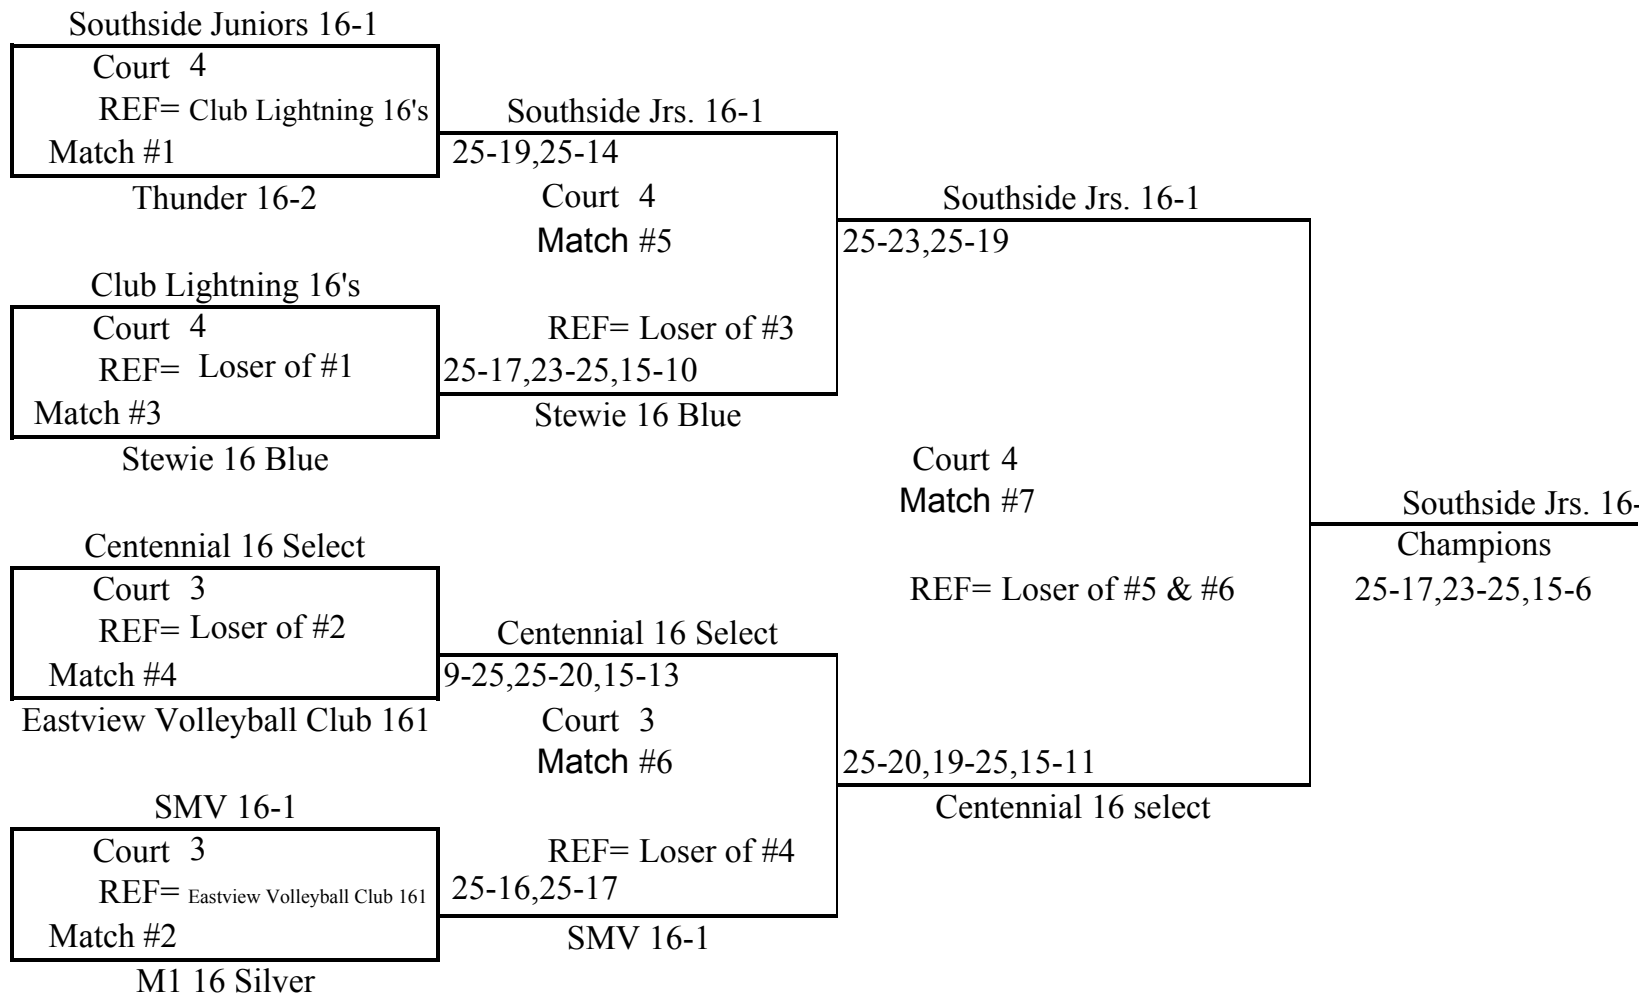 Southside Juniors 16-1
Court 4
REF= Club Lightning 16's
Match #1
Thunder 16-2
Southside Jrs. 16-1
25-19,25-14
Court 4
Match #5
Southside Jrs. 16-1
25-23,25-19
Club Lightning 16's
Court 4
REF= Loser of #1
Match #3
Stewie 16 Blue
REF= Loser of #3
25-17,23-25,15-10
Stewie 16 Blue
Court 4
Match #7
Southside Jrs. 16-
Champions
REF= Loser of #5 & #6
25-17,23-25,15-6
Centennial 16 Select
Court 3
REF= Loser of #2
Match #4
Eastview Volleyball Club 161
Centennial 16 Select
9-25,25-20,15-13
Court 3
Match #6
25-20,19-25,15-11
Centennial 16 select
SMV 16-1
Court 3
REF= Eastview Volleyball Club 161
Match #2
M1 16 Silver
REF= Loser of #4
25-16,25-17
SMV 16-1